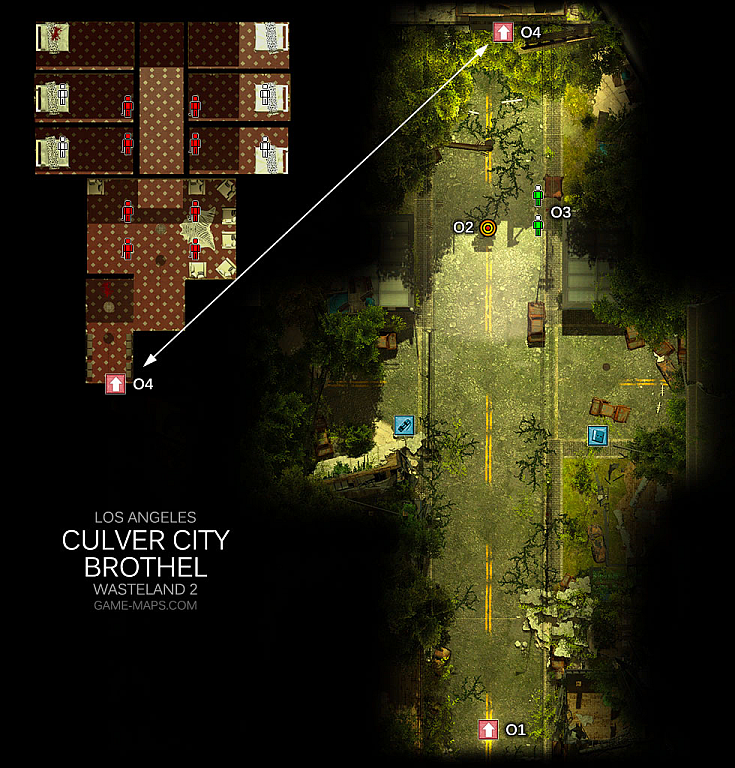 O4
O3
O2
O4
LOS ANGELES
CULVER CITY
BROTHEL
WASTELAND 2
GAME-MAPS.COM
O1